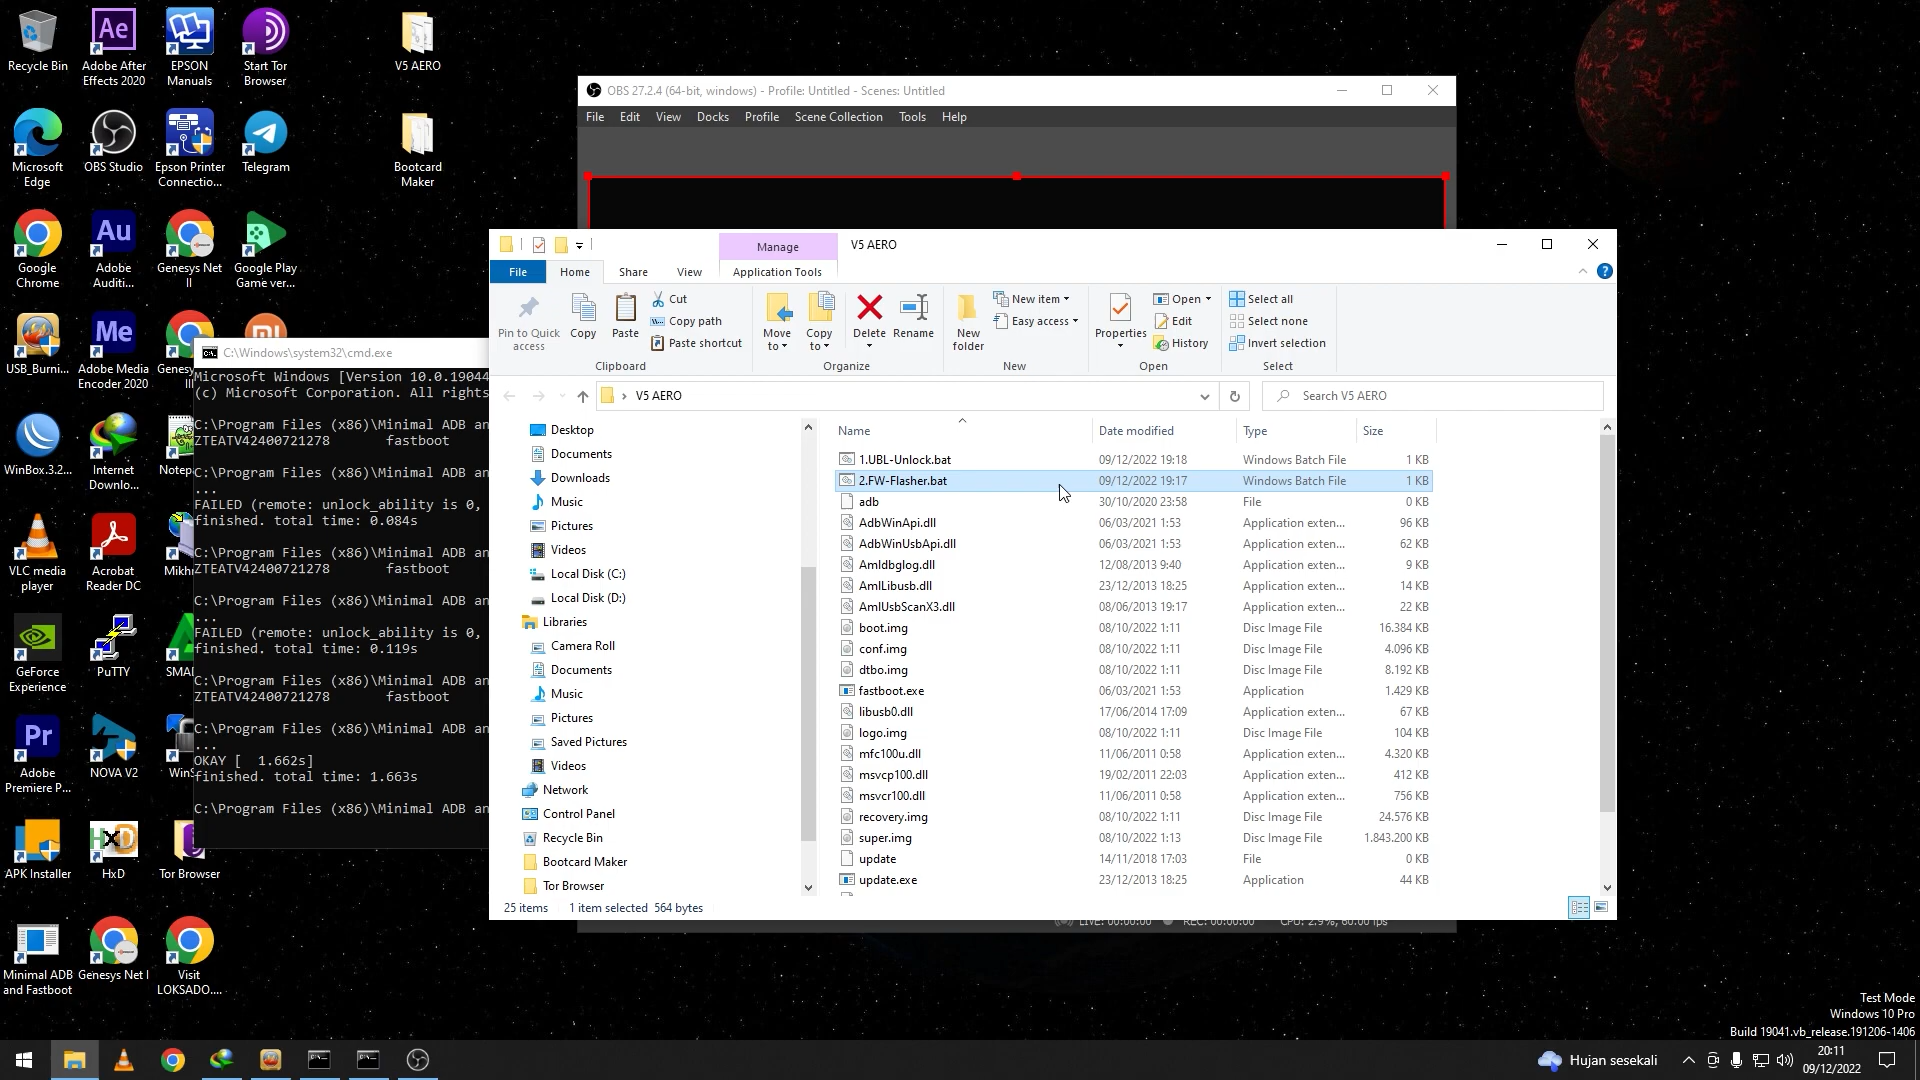 Recycle Bin
Adobe After
Effects 2020
EPSON
Manuals
Start Tor
Browser
V5 AERO
Microsoft
Edge
OBS Studio
Epson Printer
Connectio...
Telegram
Bootcard
Maker
Google
Chrome
Adobe
Auditi...
Genesys Net
II
Google Play
Game ver...
USB_Burni...
Adobe Media
Encoder 2020
Genesy
WinBox.3.2...
Internet
Downlo...
Notep
VLC media
player
Acrobat
Reader DC
Mikh
GeForce
Experience
PuTTY
SMA
Adobe
Premiere P...
NOVA V2
WinS
APK Installer
HxD
Tor Browser
Minimal ADB
and Fastboot
Genesys Net I
Visit
LOKSADO....
OBS 27.2.4 (64-bit, windows) - Profile: Untitled - Scenes: Untitled
File Edit View Docks Profile Scene Collection Tools Help
C:\Windows\system32\cmd.exe
Microsoft Windows [Version 10.0.19044
(c) Microsoft Corporation. All rights
C:\Program Files (x86)\Minimal ADB an
ZTEATV42400721278 fastboot
C:\Program Files (x86)\Minimal ADB an
...
FAILED (remote: unlock_ability is 0,
finished. total time: 0.084s
C:\Program Files (x86)\Minimal ADB an
ZTEATV42400721278 fastboot
C:\Program Files (x86)\Minimal ADB an
...
FAILED (remote: unlock_ability is 0,
finished. total time: 0.119s
C:\Program Files (x86)\Minimal ADB an
ZTEATV42400721278 fastboot
C:\Program Files (x86)\Minimal ADB an
...
OKAY [ 1.662s]
finished. total time: 1.663s
C:\Program Files (x86)\Minimal ADB an
Manage V5 AERO
File Home Share View Application Tools
Pin to Quick
access
Copy
Paste
Cut
Copy path
Paste shortcut
Clipboard
Move
to
Copy
to
Delete
Rename
Organize
New
folder
New item
Easy access
New
Properties
Open
Edit
History
Open
Select all
Select none
Invert selection
Select
V5 AERO
Search V5 AERO
Desktop
Documents
Downloads
Music
Pictures
Videos
Local Disk (C:)
Local Disk (D:)
Libraries
Camera Roll
Documents
Music
Pictures
Saved Pictures
Videos
Network
Control Panel
Recycle Bin
Bootcard Maker
Tor Browser
Name Date modified Type Size
1.UBL-Unlock.bat 09/12/2022 19:18 Windows Batch File 1 KB
2.FW-Flasher.bat 09/12/2022 19:17 Windows Batch File 1 KB
adb 30/10/2020 23:58 File 0 KB
AdbWinApi.dll 06/03/2021 1:53 Application exten... 96 KB
AdbWinUsbApi.dll 06/03/2021 1:53 Application exten... 62 KB
Amldbglog.dll 12/08/2013 9:40 Application exten... 9 KB
AmlLibusb.dll 23/12/2013 18:25 Application exten... 14 KB
AmlUsbScanX3.dll 08/06/2013 19:17 Application exten... 22 KB
boot.img 08/10/2022 1:11 Disc Image File 16.384 KB
conf.img 08/10/2022 1:11 Disc Image File 4.096 KB
dtbo.img 08/10/2022 1:11 Disc Image File 8.192 KB
fastboot.exe 06/03/2021 1:53 Application 1.429 KB
libusb0.dll 17/06/2014 17:09 Application exten... 67 KB
logo.img 08/10/2022 1:11 Disc Image File 104 KB
mfc100u.dll 11/06/2011 0:58 Application exten... 4.320 KB
msvcp100.dll 19/02/2011 22:03 Application exten... 412 KB
msvcr100.dll 11/06/2011 0:58 Application exten... 756 KB
recovery.img 08/10/2022 1:11 Disc Image File 24.576 KB
super.img 08/10/2022 1:13 Disc Image File 1.843.200 KB
update 14/11/2018 17:03 File 0 KB
update.exe 23/12/2013 18:25 Application 44 KB
25 items 1 item selected 564 bytes
LIVE: 00:00:00 REC: 00:00:00 CPU: 2.9%, 60.00 fps
Test Mode
Windows 10 Pro
Build 19041.vb_release.191206-1406
Hujan sesekali
20:11
09/12/2022